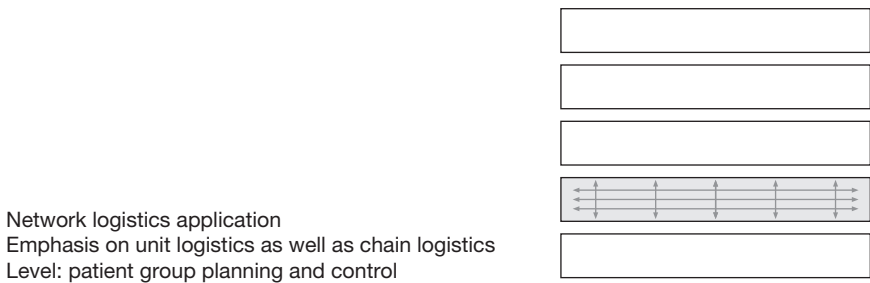 Network logistics application
Emphasis on unit logistics as well as chain logistics
Level: patient group planning and control